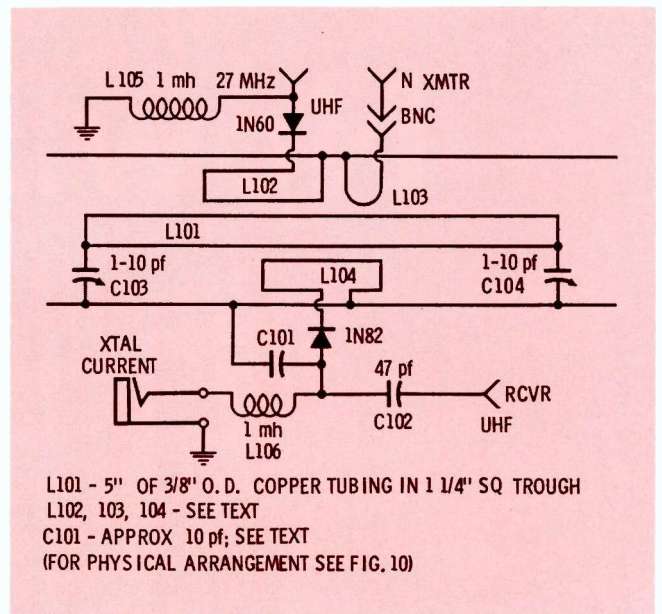 L105 1 mh 27 MHz
N XMTR
UHF
BNC
1N60
L102
L103
L101
1-10 pf
C103
L104
1-10 pf
C104
XTAL
CURRENT
C101
1N82
47 pf
C102
RCVR
UHF
1 mh
L106
L101 - 5" OF 3/8" O.D. COPPER TUBING IN 1 1/4" SQ TROUGH
L102, 103, 104 - SEE TEXT
C101 - APPROX 10 pf; SEE TEXT
(FOR PHYSICAL ARRANGEMENT SEE FIG. 10)